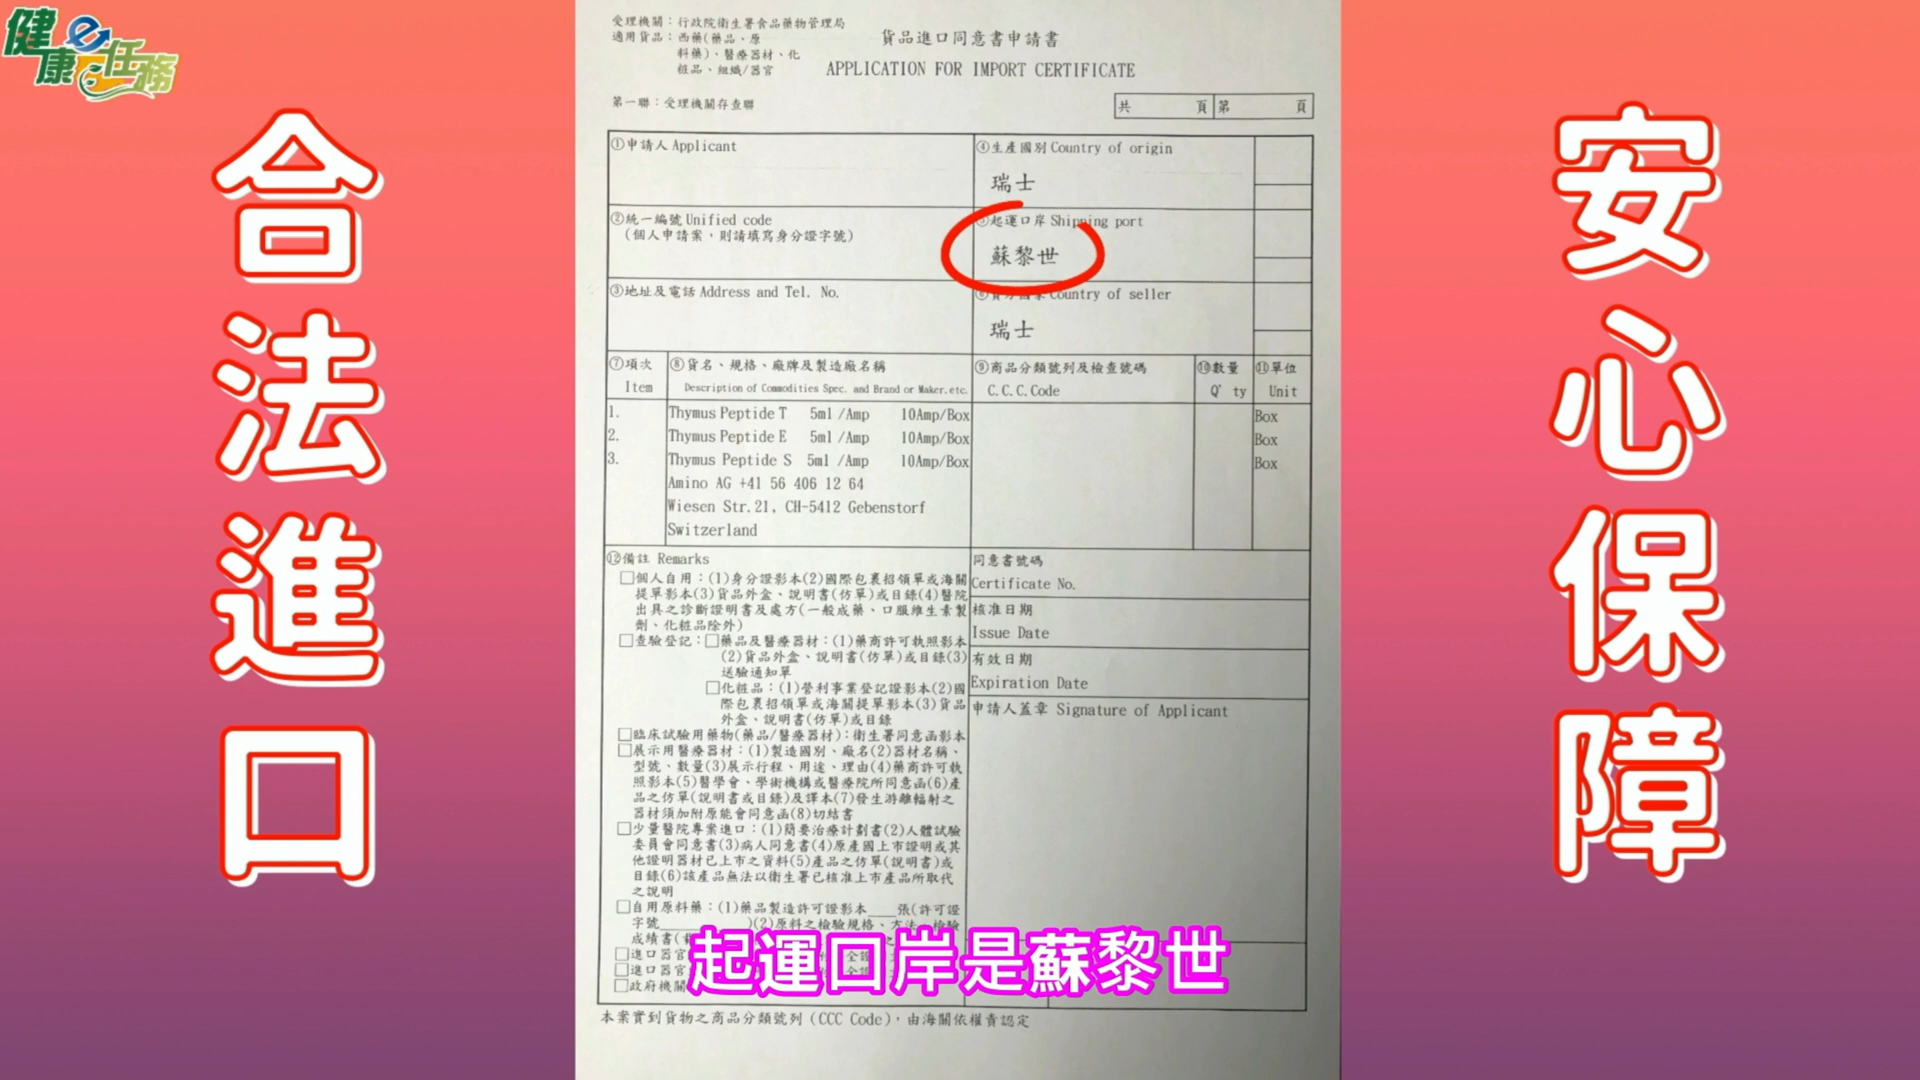 健康e任務
合法進口
安心保障
受理機關：行政院衛生署食品藥物管理局
適用貨品：西藥(藥品、原
料藥)、醫療器材、化
粧品、組織/器官
貨品進口同意書申請書
APPLICATION FOR IMPORT CERTIFICATE
第一聯：受理機關存查聯
共 頁 第 頁
①申請人 Applicant
④生產國別 Country of origin
瑞士
②統一編號 Unified code
(個人申請案，則請填寫身分證字號)
起運口岸 Shipping port
蘇黎世
③地址及電話 Address and Tel. No.
Country of seller
瑞士
⑦項次
Item
⑧貨名、規格、廠牌及製造廠名稱
Description of Commodities Spec. and Brand or Maker,etc.
⑨商品分類號列及檢查號碼
C.C.C.Code
⑩數量
Q'ty
⑪單位
Unit
1. Thymus Peptide T 5ml /Amp 10Amp/Box Box
2. Thymus Peptide E 5ml /Amp 10Amp/Box Box
3. Thymus Peptide S 5ml /Amp 10Amp/Box Box
Amino AG +41 56 406 12 64
Wiesen Str.21, CH-5412 Gebenstorf
Switzerland
⑫備註 Remarks
□個人自用：(1)身分證影本(2)國際包裹招領單或海關
提單影本(3)貨品外盒、說明書(仿單)或目錄(4)醫院
出具之診斷證明書及處方(一般成藥、口服維生素製
劑、化粧品除外)
□查驗登記：□藥品及醫療器材：(1)藥商許可執照影本
(2)貨品外盒、說明書(仿單)或目錄(3)
送驗通知單
□化粧品：(1)營利事業登記證影本(2)國
際包裹招領單或海關提單影本(3)貨品
外盒、說明書(仿單)或目錄
□臨床試驗用藥物(藥品/醫療器材)：衛生署同意函影本
□展示用醫療器材：(1)製造國別、廠名(2)器材名稱、
型號、數量(3)展示行程、用途、理由(4)藥商許可執
照影本(5)醫學會、學術機構或醫療院所同意函(6)產
品之仿單(說明書或目錄)及譯本(7)發生游離輻射之
器材須加附原能會同意函(8)切結書
□少量醫院專案進口：(1)簡要治療計劃書(2)人體試驗
委員會同意書(3)病人同意書(4)原產國上市證明或其
他證明器材已上市之資料(5)產品之仿單(說明書)或
目錄(6)該產品無法以衛生署已核准上市產品所取代
之說明
□自用原料藥：(1)藥品製造許可證影本____張(許可證
字號________)(2)原料之檢驗規格、方法、檢驗
成績書(
□進口器官
□進口器官
□政府機關
同意書號碼
Certificate No.
核准日期
Issue Date
有效日期
Expiration Date
申請人蓋章 Signature of Applicant
起運口岸是蘇黎世
本案實到貨物之商品分類號列(CCC Code)，由海關依權責認定